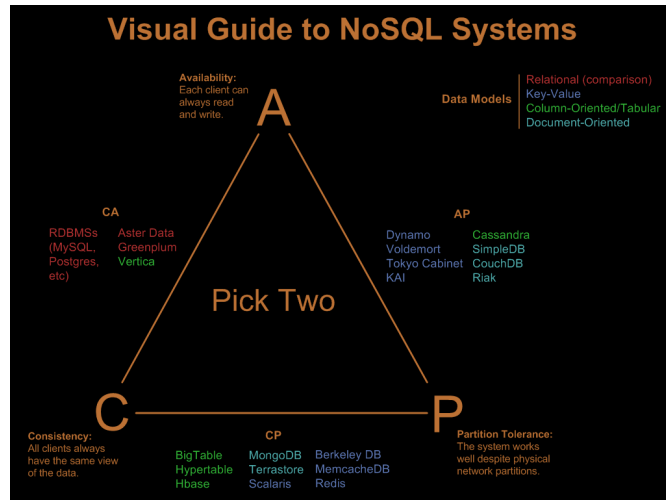 Visual Guide to NoSQL Systems
Availability:
Each client can
always read
and write.
A
Data Models
Relational (comparison)
Key-Value
Column-Oriented/Tabular
Document-Oriented
CA
RDBMSs
(MySQL,
Postgres,
etc)
Aster Data
Greenplum
Vertica
AP
Dynamo
Voldemort
Tokyo Cabinet
KAI
Cassandra
SimpleDB
CouchDB
Riak
Pick Two
C
P
Consistency:
All clients always
have the same view
of the data.
CP
BigTable
Hypertable
Hbase
MongoDB
Terrastore
Scalaris
Berkeley DB
MemcacheDB
Redis
Partition Tolerance:
The system works
well despite physical
network partitions.